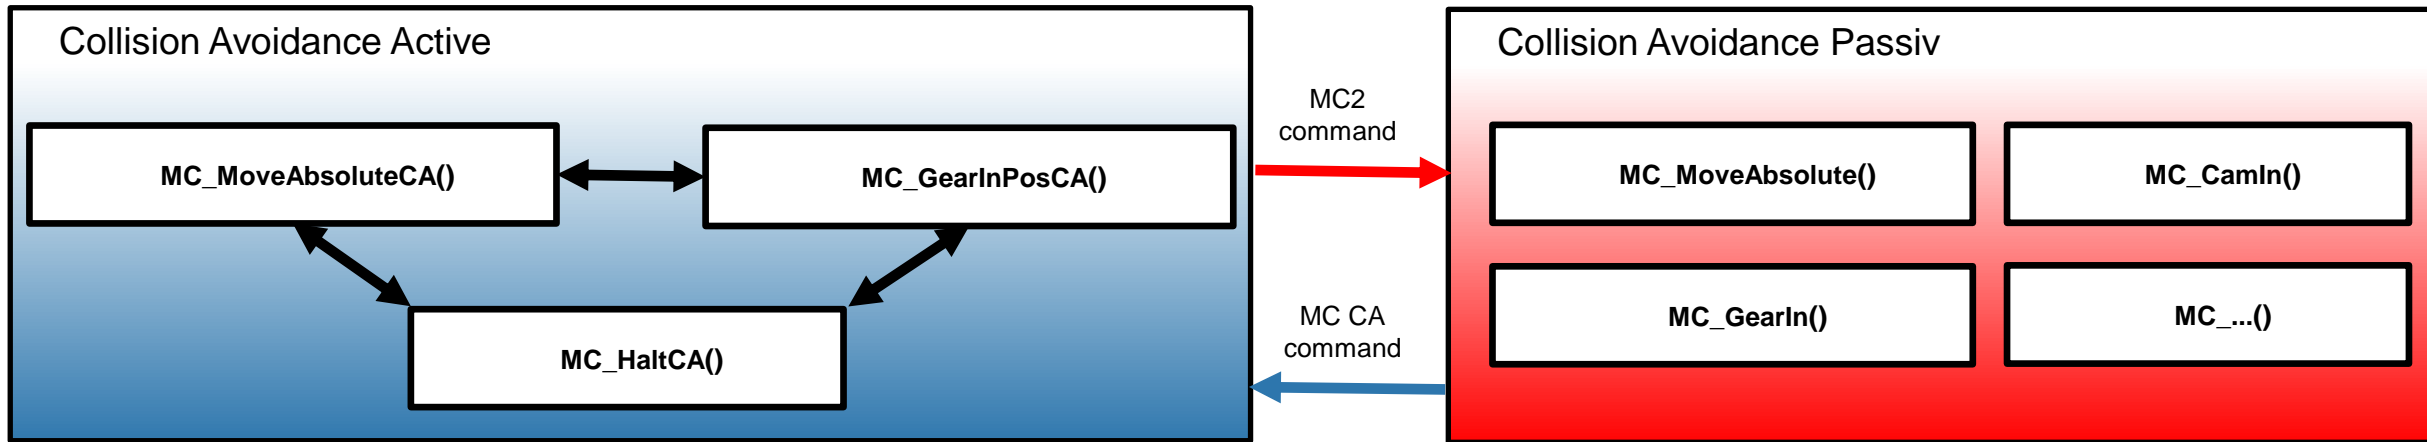 Collision Avoidance Active
MC_MoveAbsoluteCA()
MC_GearInPosCA()
MC_HaltCA()
MC2
command
MC CA
command
Collision Avoidance Passiv
MC_MoveAbsolute()
MC_CamIn()
MC_GearIn()
MC_...()